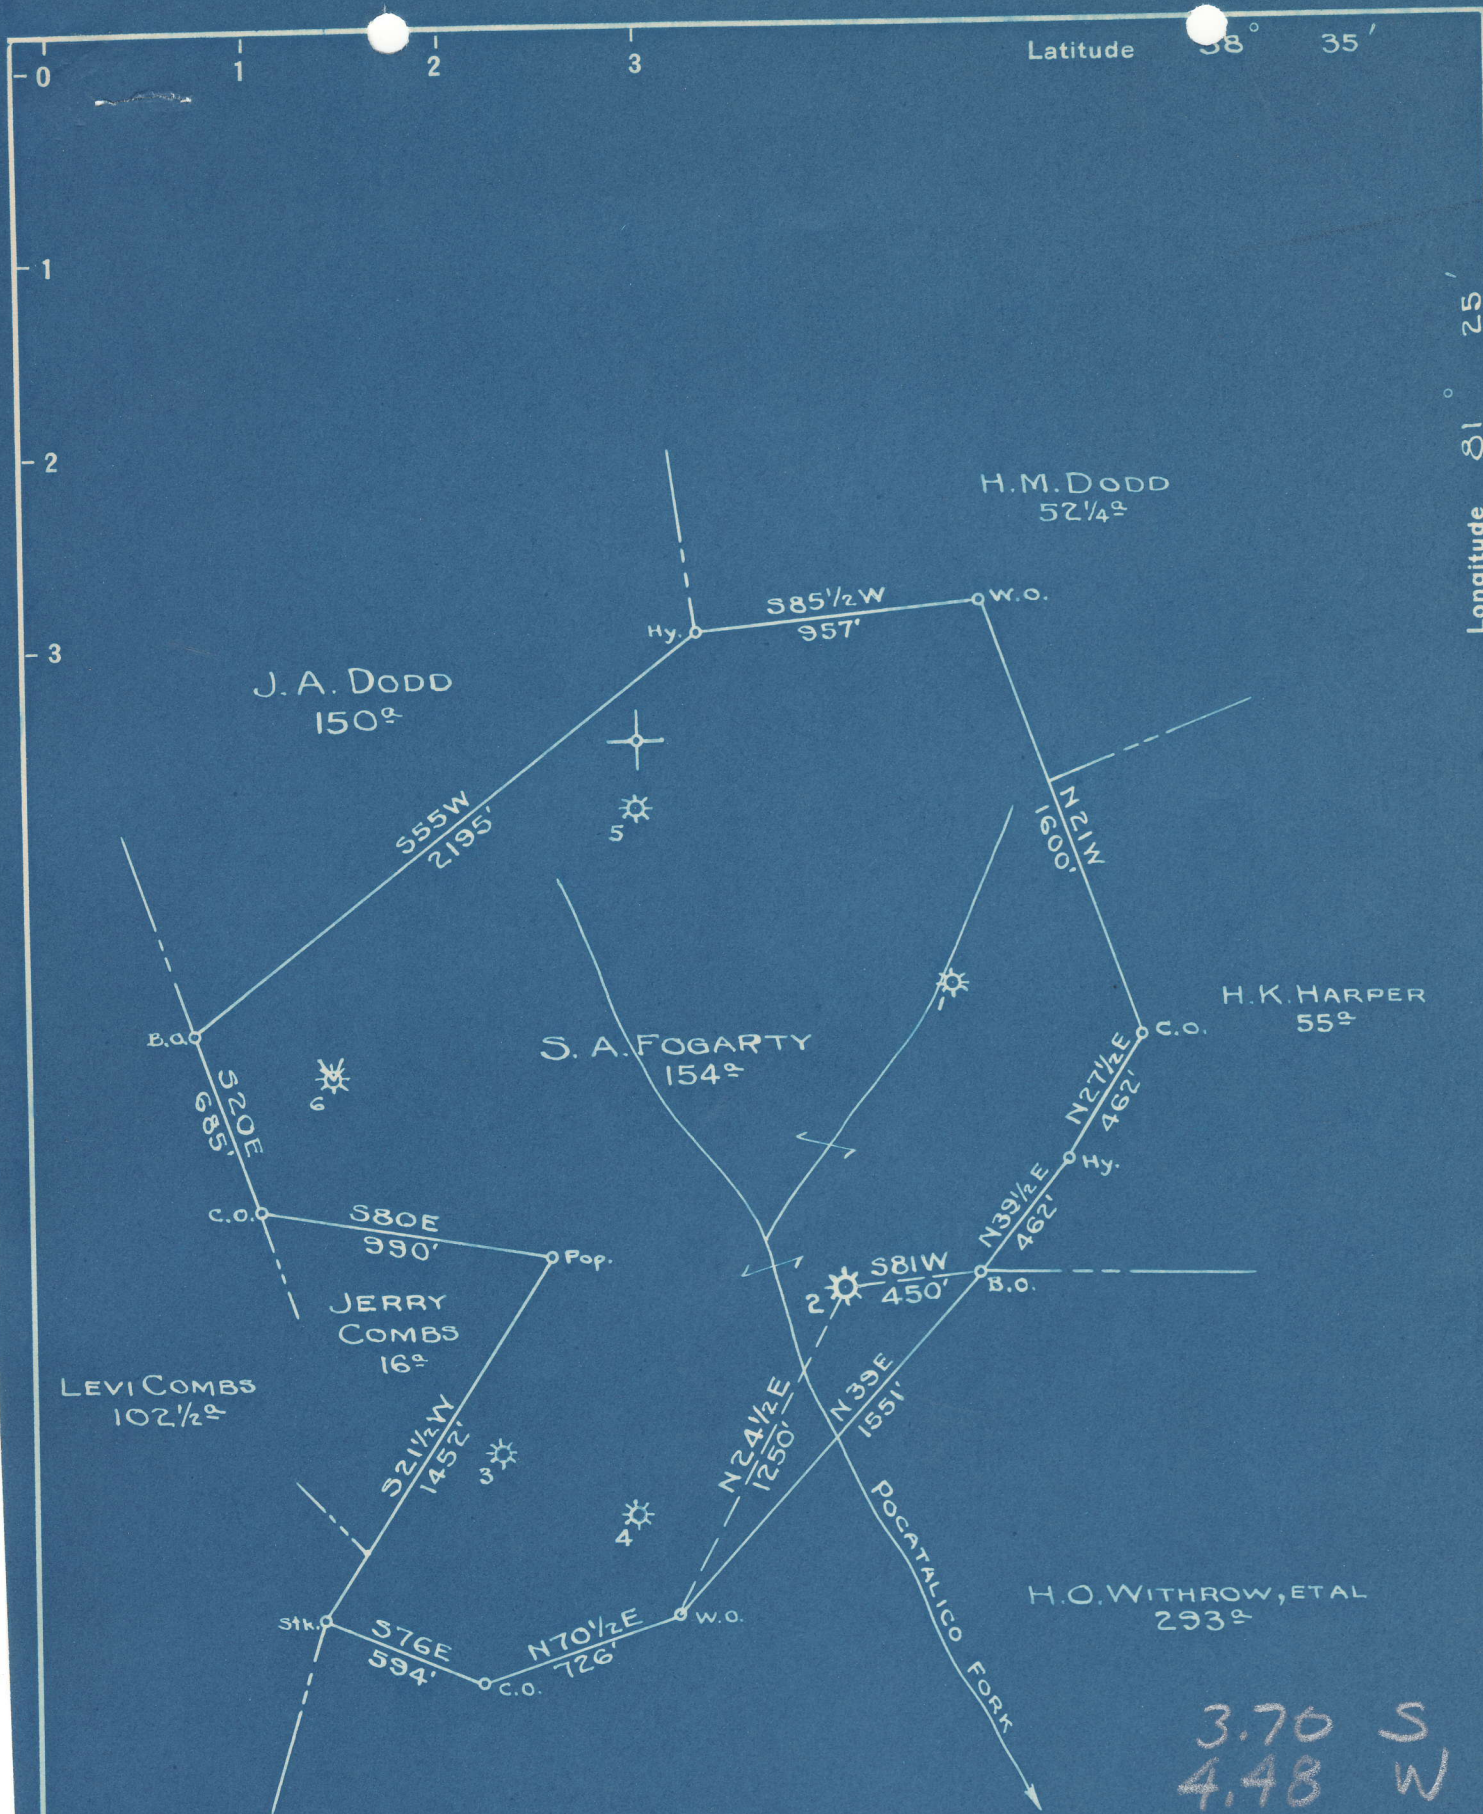 Latitude 38° 35'
0
1
2
3
1
2
3
Longitude 81° 25'
H.M. DODD
52¼ª
S85½W
957'
W.O.
Hy.
J.A. DODD
150ª
S55W
2195'
5
N21W
1600'
H.K. HARPER
55ª
C.O.
B.O.
S. A. FOGARTY
154ª
1
6
S20E
685'
N27½E
462'
Hy.
N39½E
462'
C.O.
S80E
990'
Pop.
S81W
450'
B.O.
2
JERRY
COMBS
16ª
LEVI COMBS
102½ª
S21½W
1452'
3
4
N24½E
1250'
N39E
1551'
POCATALICO FORK
H.O. WITHROW, ETAL
293ª
Stk.
S76E
594'
C.O.
N70½E
726'
W.O.
3.70 S
4.48 W